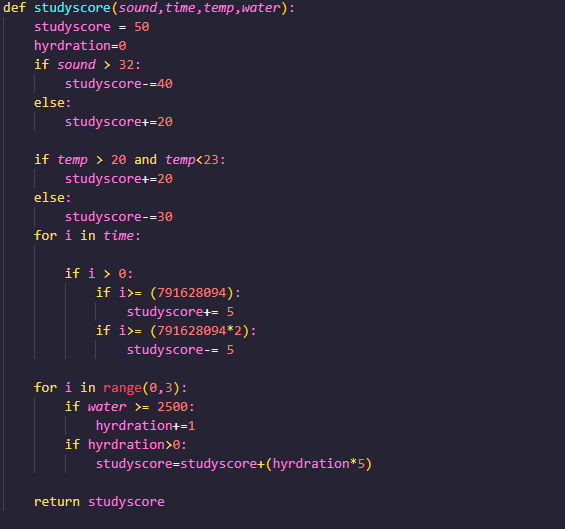 def studyscore(sound,time,temp,water):
    studyscore = 50
    hyrdration=0
    if sound > 32:
        studyscore-=40
    else:
        studyscore+=20

    if temp > 20 and temp<23:
        studyscore+=20
    else:
        studyscore-=30
    for i in time:

        if i > 0:
            if i>= (791628094):
                studyscore+= 5
            if i>= (791628094*2):
                studyscore-= 5

    for i in range(0,3):
        if water >= 2500:
            hyrdration+=1
        if hyrdration>0:
            studyscore=studyscore+(hyrdration*5)

    return studyscore